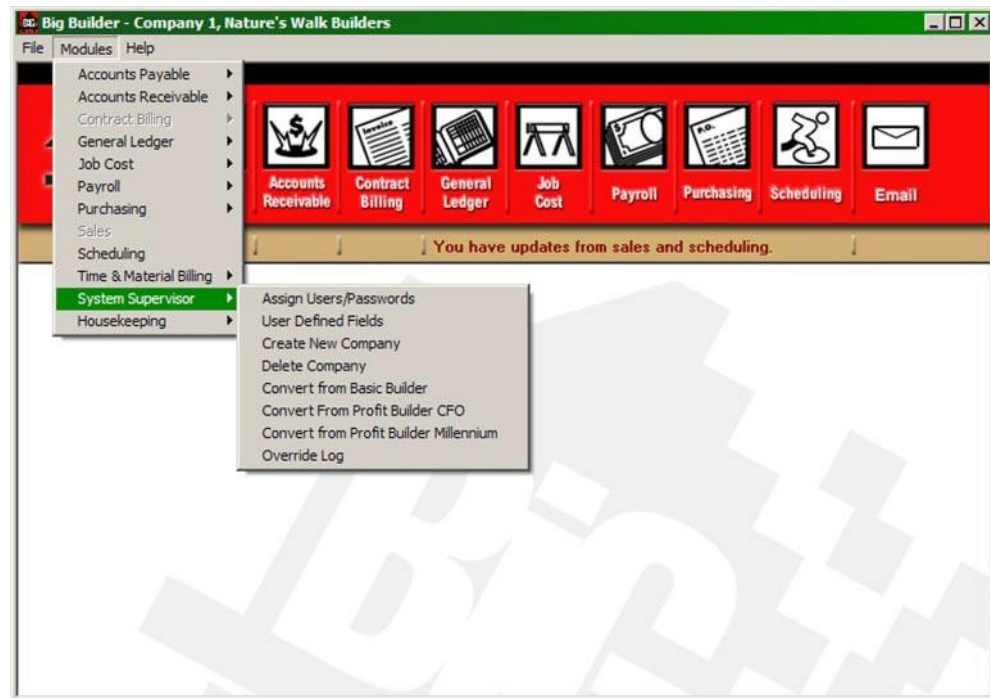 BIG Big Builder - Company 1, Nature's Walk Builders
File Modules Help
Accounts Payable
Accounts Receivable
Contract Billing
General Ledger
Job Cost
Payroll
Purchasing
Sales
Scheduling
Time & Material Billing
System Supervisor
Housekeeping
Assign Users/Passwords
User Defined Fields
Create New Company
Delete Company
Convert from Basic Builder
Convert From Profit Builder CFO
Convert from Profit Builder Millennium
Override Log
Invoice
P.O.
Accounts
Receivable
Contract
Billing
General
Ledger
Job
Cost
Payroll
Purchasing
Scheduling
Email
You have updates from sales and scheduling.